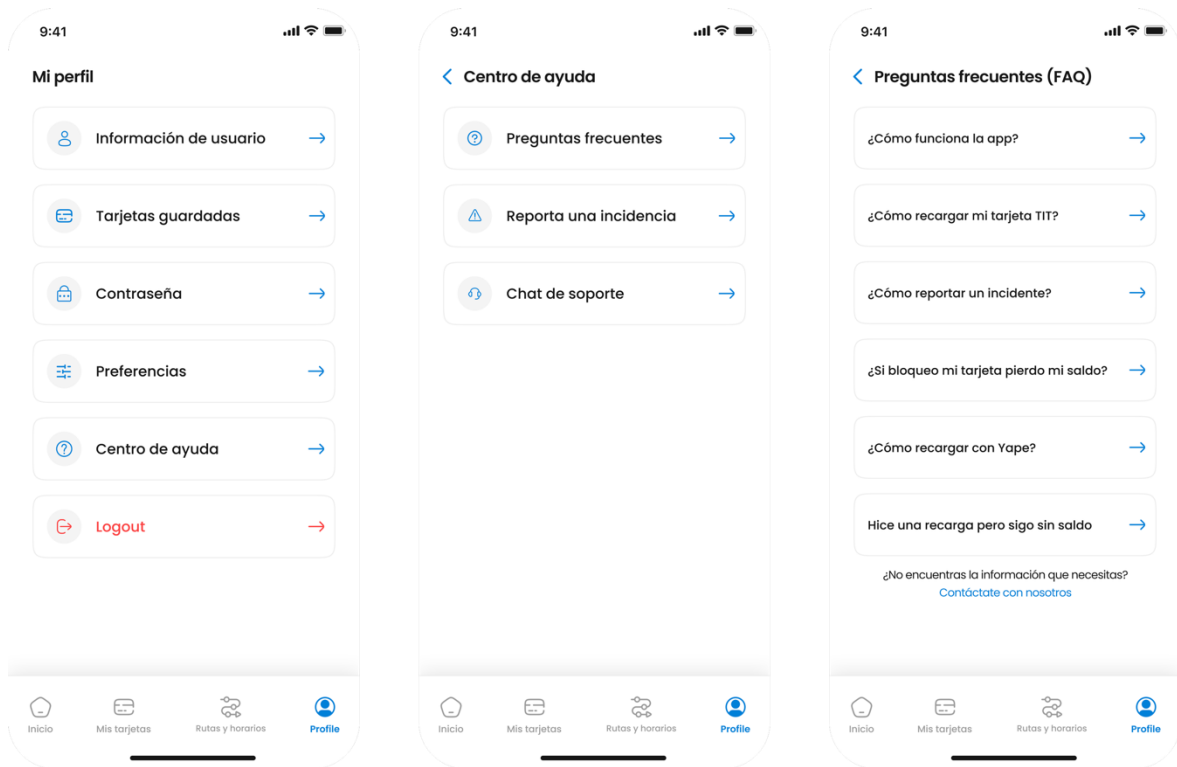 9:41
Mi perfil
Información de usuario
Tarjetas guardadas
Contraseña
Preferencias
Centro de ayuda
Logout
Inicio
Mis tarjetas
Rutas y horarios
Profile
9:41
Centro de ayuda
Preguntas frecuentes
Reporta una incidencia
Chat de soporte
Inicio
Mis tarjetas
Rutas y horarios
Profile
9:41
Preguntas frecuentes (FAQ)
¿Cómo funciona la app?
¿Cómo recargar mi tarjeta TIT?
¿Cómo reportar un incidente?
¿Si bloqueo mi tarjeta pierdo mi saldo?
¿Cómo recargar con Yape?
Hice una recarga pero sigo sin saldo
¿No encuentras la información que necesitas?
Contáctate con nosotros
Inicio
Mis tarjetas
Rutas y horarios
Profile